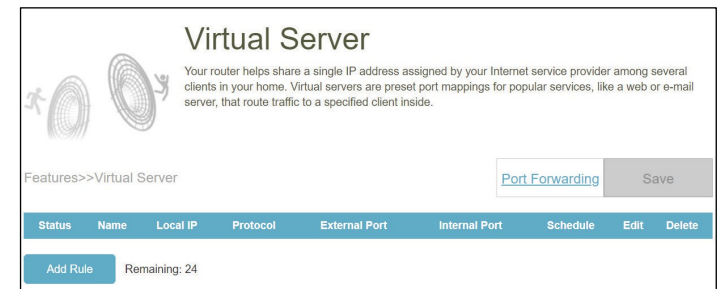 Virtual Server
Your router helps share a single IP address assigned by your Internet service provider among several
clients in your home. Virtual servers are preset port mappings for popular services, like a web or e-mail
server, that route traffic to a specified client inside.
Features>>Virtual Server Port Forwarding Save
Status Name Local IP Protocol External Port Internal Port Schedule Edit Delete
Add Rule Remaining: 24